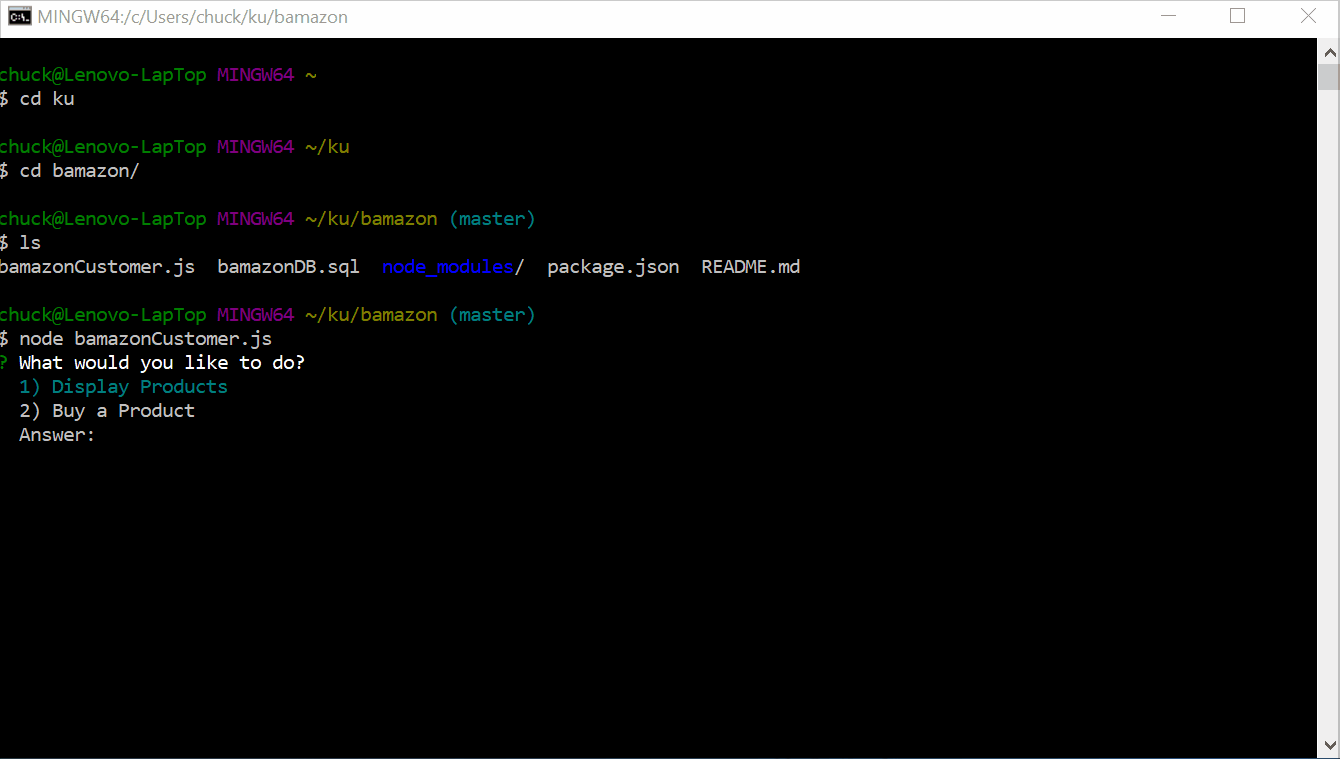 MINGW64:/c/Users/chuck/ku/bamazon
chuck@Lenovo-LapTop MINGW64 ~
$ cd ku
chuck@Lenovo-LapTop MINGW64 ~/ku
$ cd bamazon/
chuck@Lenovo-LapTop MINGW64 ~/ku/bamazon (master)
$ ls
bamazonCustomer.js  bamazonDB.sql  node_modules/  package.json  README.md
chuck@Lenovo-LapTop MINGW64 ~/ku/bamazon (master)
$ node bamazonCustomer.js
? What would you like to do?
1) Display Products
2) Buy a Product
Answer: